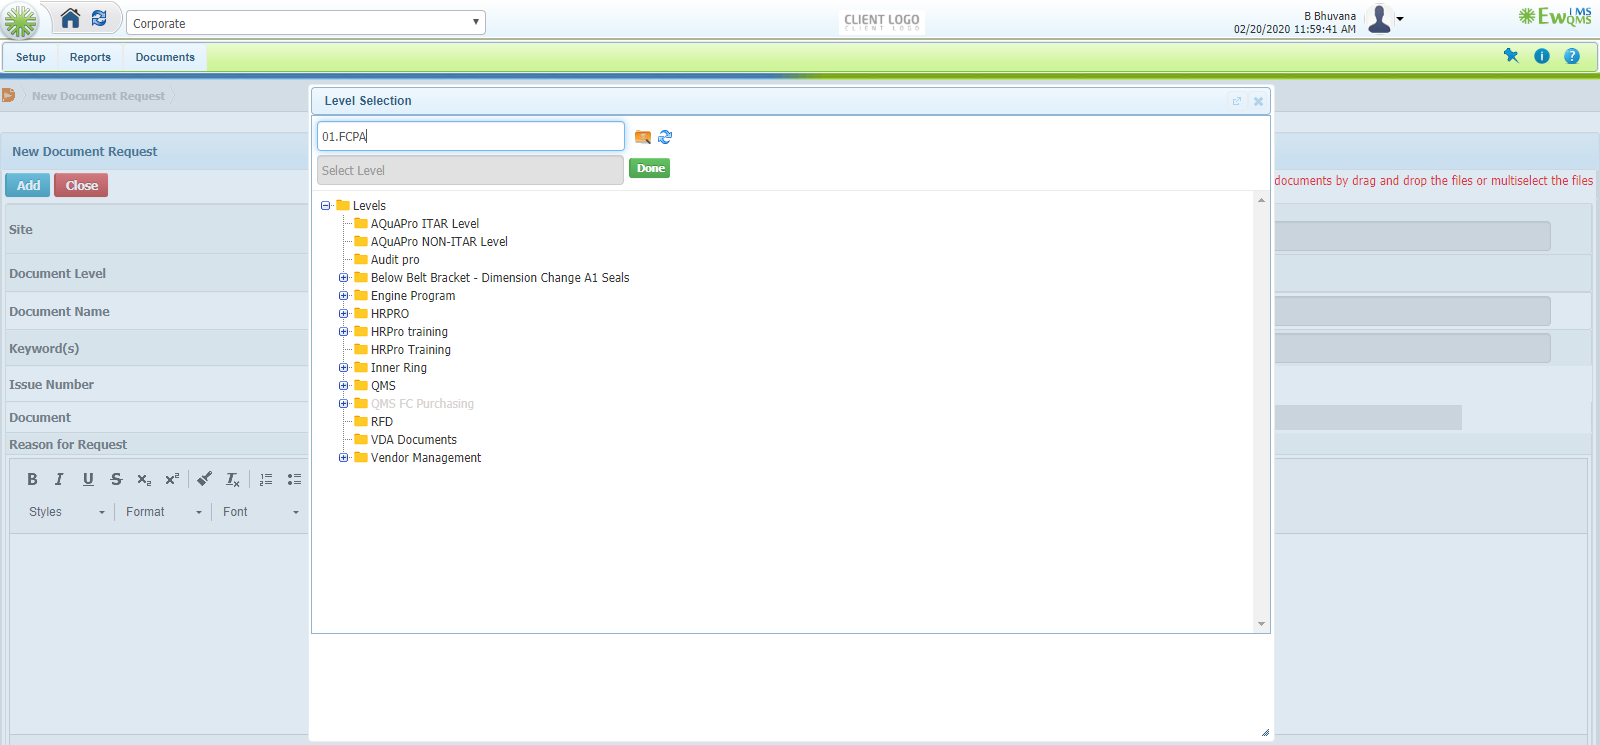 Corporate
CLIENT LOGO
CLIENT LOGO
B Bhuvana
02/20/2020 11:59:41 AM
EwIMS
QMS
Setup
Reports
Documents
New Document Request
Level Selection
01.FCPA
New Document Request
Select Level
Done
Add
Close
documents by drag and drop the files or multiselect the files
Levels
AQuAPro ITAR Level
AQuAPro NON-ITAR Level
Audit pro
Below Belt Bracket - Dimension Change A1 Seals
Engine Program
HRPRO
HRPro training
HRPro Training
Inner Ring
QMS
QMS FC Purchasing
RFD
VDA Documents
Vendor Management
Site
Document Level
Document Name
Keyword(s)
Issue Number
Document
Reason for Request
Styles
Format
Font